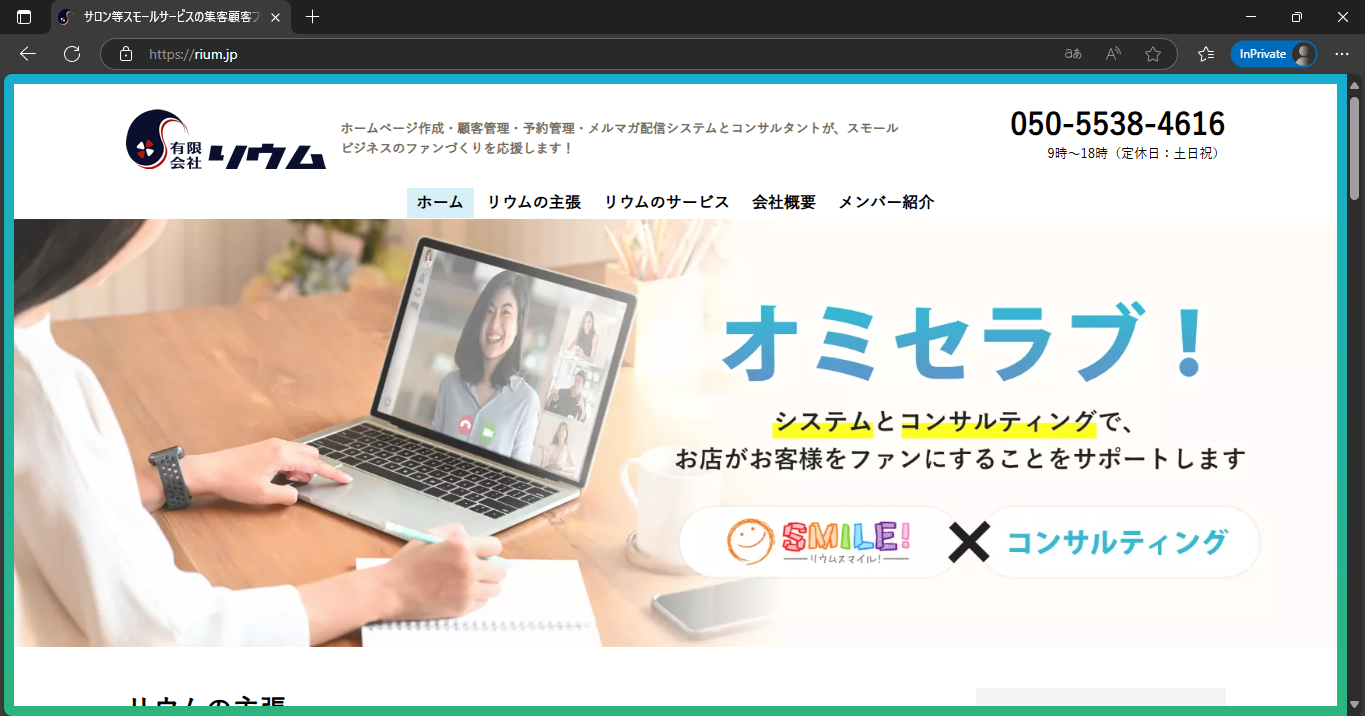 サロン等スモールサービスの集客顧客フ
https://rium.jp
InPrivate
有限会社 リウム
ホームページ作成・顧客管理・予約管理・メルマガ配信システムとコンサルタントが、スモール
ビジネスのファンづくりを応援します！
050-5538-4616
9時～18時（定休日：土日祝）
ホーム リウムの主張 リウムのサービス 会社概要 メンバー紹介
オミセラブ！
システムとコンサルティングで、
お店がお客様をファンにすることをサポートします
SMILE! × コンサルティング
リウムスマイル!
リウムの主張